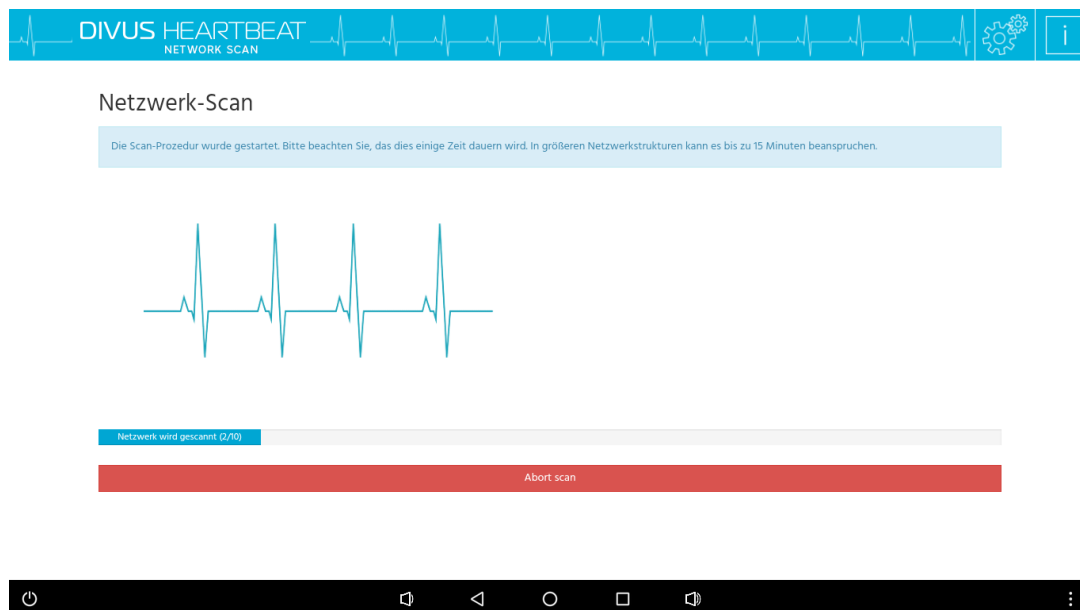 DIVUS HEARTBEAT
NETWORK SCAN
i
Netzwerk-Scan
Die Scan-Prozedur wurde gestartet. Bitte beachten Sie, das dies einige Zeit dauern wird. In größeren Netzwerkstrukturen kann es bis zu 15 Minuten beanspruchen.
Netzwerk wird gescannt (2/10)
Abort scan